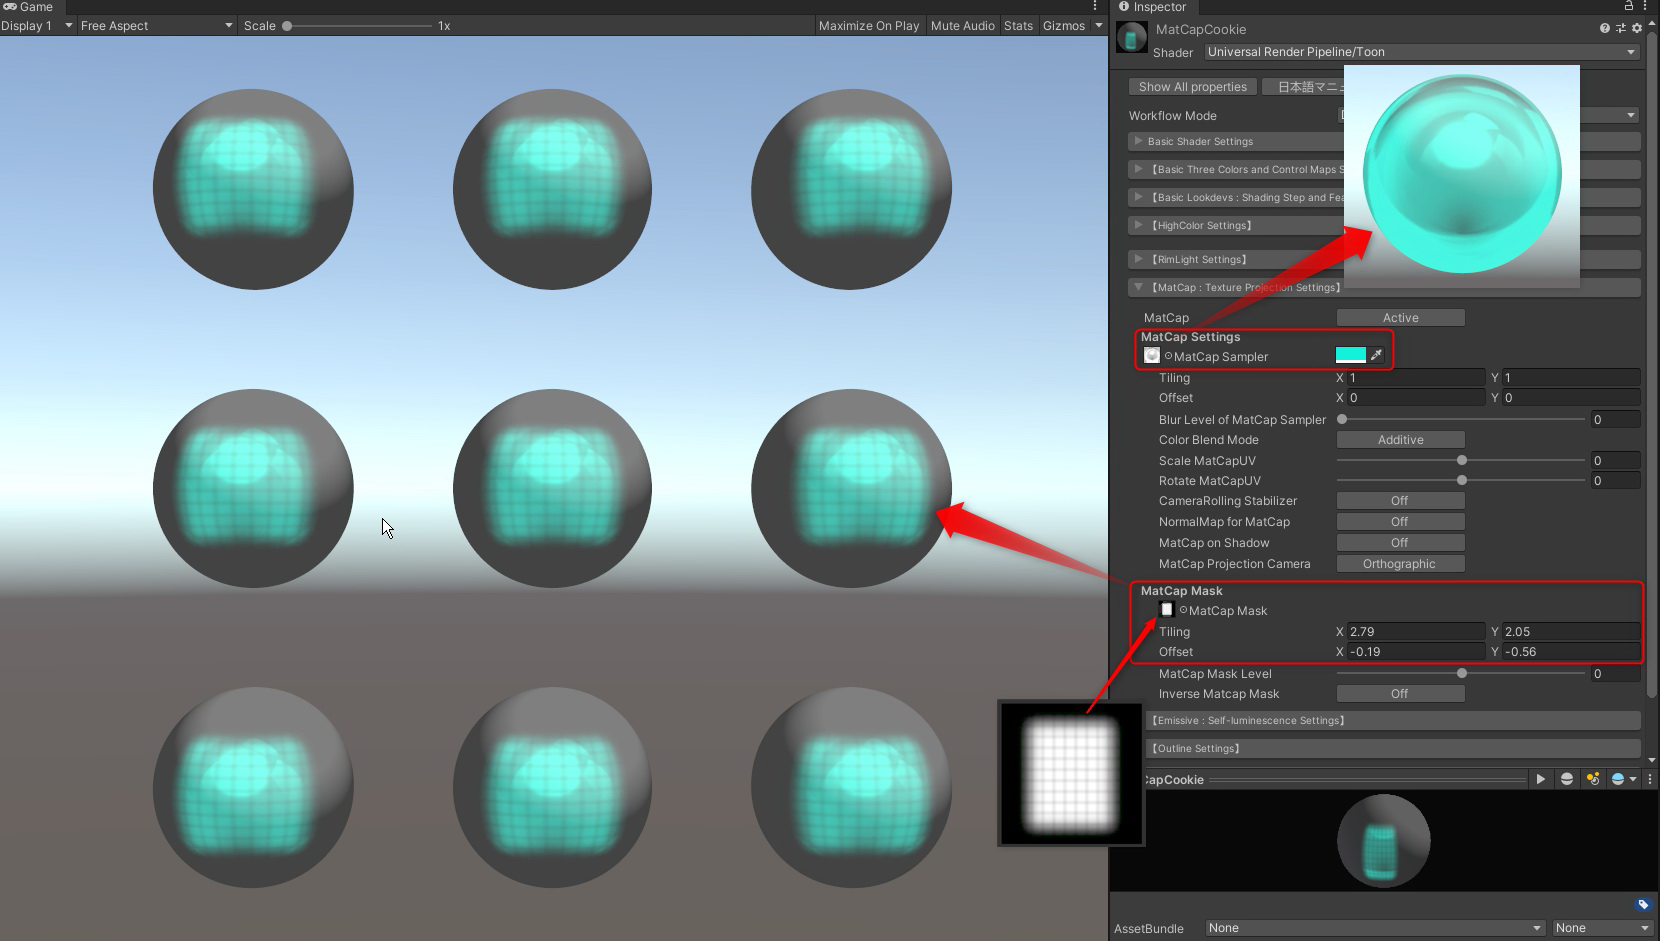 Game
Display 1
Free Aspect
Scale
1x
Maximize On Play
Mute Audio
Stats
Gizmos
Inspector
MatCapCookie
Shader
Universal Render Pipeline/Toon
Show All properties
日本語マニュ
Workflow Mode
Basic Shader Settings
【Basic Three Colors and Control Maps S
【Basic Lookdevs : Shading Step and Fea
【HighColor Settings】
【RimLight Settings】
【MatCap : Texture Projection Settings】
MatCap
Active
MatCap Settings
MatCap Sampler
Tiling X 1 Y 1
Offset X 0 Y 0
Blur Level of MatCap Sampler 0
Color Blend Mode Additive
Scale MatCapUV 0
Rotate MatCapUV 0
CameraRolling Stabilizer Off
NormalMap for MatCap Off
MatCap on Shadow Off
MatCap Projection Camera Orthographic
MatCap Mask
MatCap Mask
Tiling X 2.79 Y 2.05
Offset X -0.19 Y -0.56
MatCap Mask Level 0
Inverse Matcap Mask Off
【Emissive : Self-luminescence Settings】
【Outline Settings】
CapCookie
AssetBundle None None